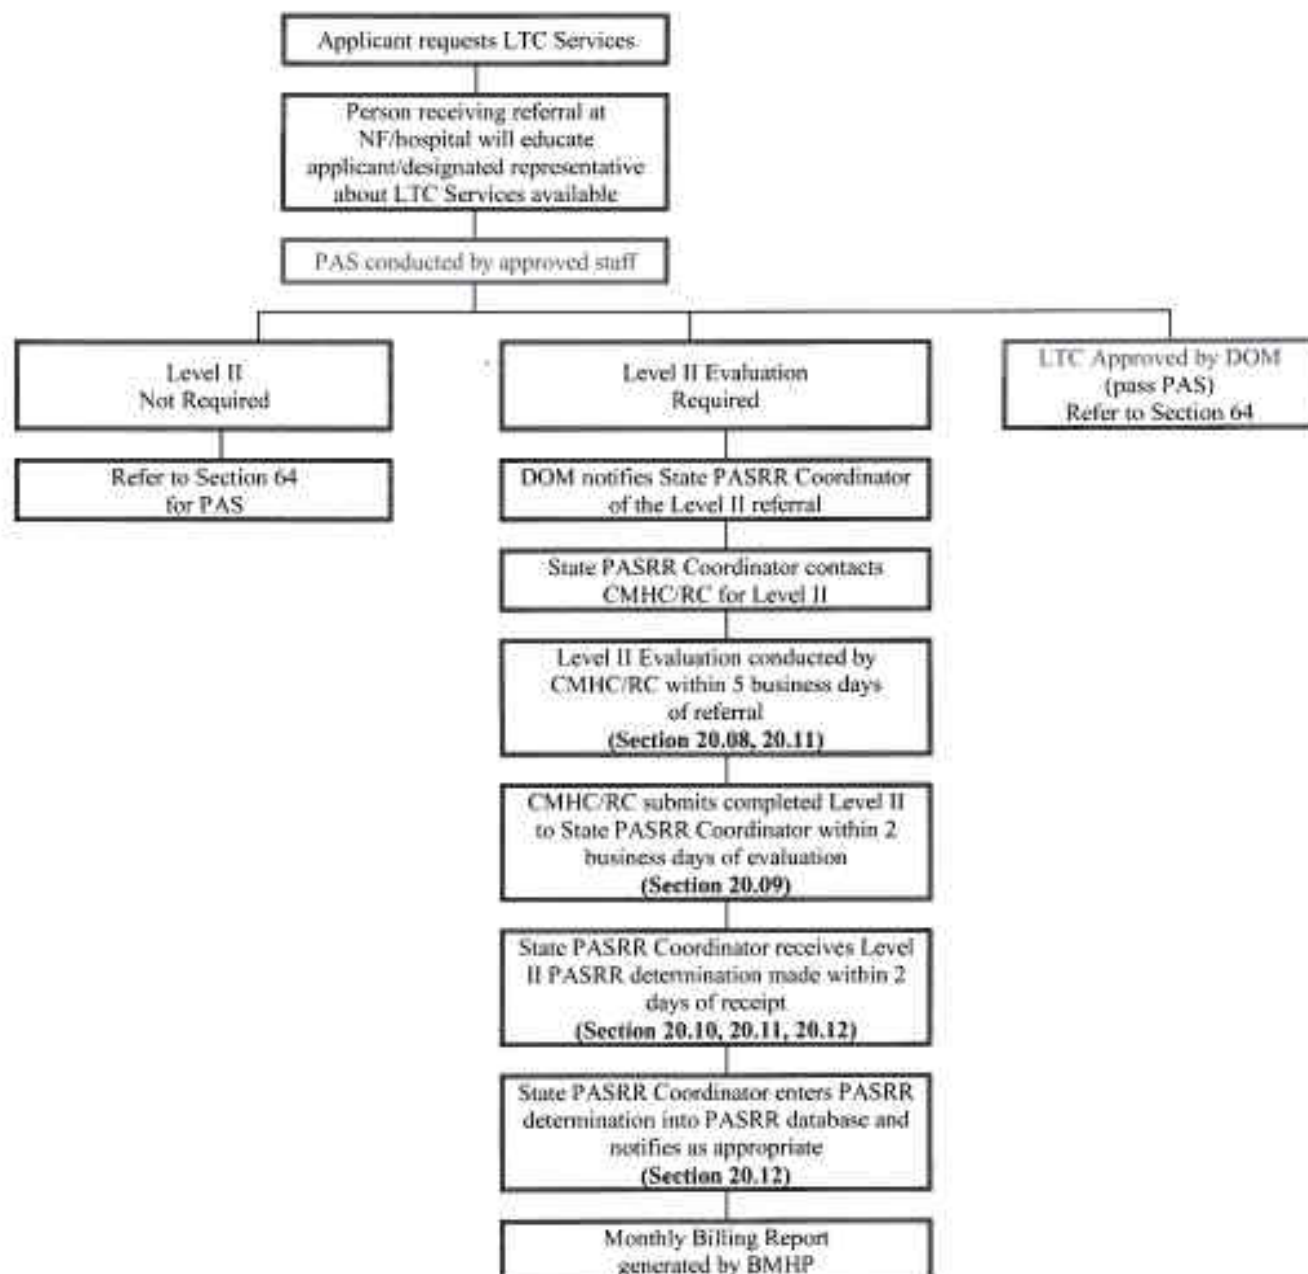 Applicant requests LTC Services
Person receiving referral at
NF/hospital will educate
applicant/designated representative
about LTC Services available
PAS conducted by approved staff
Level II
Not Required
Refer to Section 64
for PAS
Level II Evaluation
Required
DOM notifies State PASRR Coordinator
of the Level II referral
State PASRR Coordinator contacts
CMHC/RC for Level II
Level II Evaluation conducted by
CMHC/RC within 5 business days
of referral
(Section 20.08, 20.11)
CMHC/RC submits completed Level II
to State PASRR Coordinator within 2
business days of evaluation
(Section 20.09)
State PASRR Coordinator receives Level
II PASRR determination made within 2
days of receipt
(Section 20.10, 20.11, 20.12)
State PASRR Coordinator enters PASRR
determination into PASRR database and
notifies as appropriate
(Section 20.12)
Monthly Billing Report
generated by BMHP
LTC Approved by DOM
(pass PAS)
Refer to Section 64